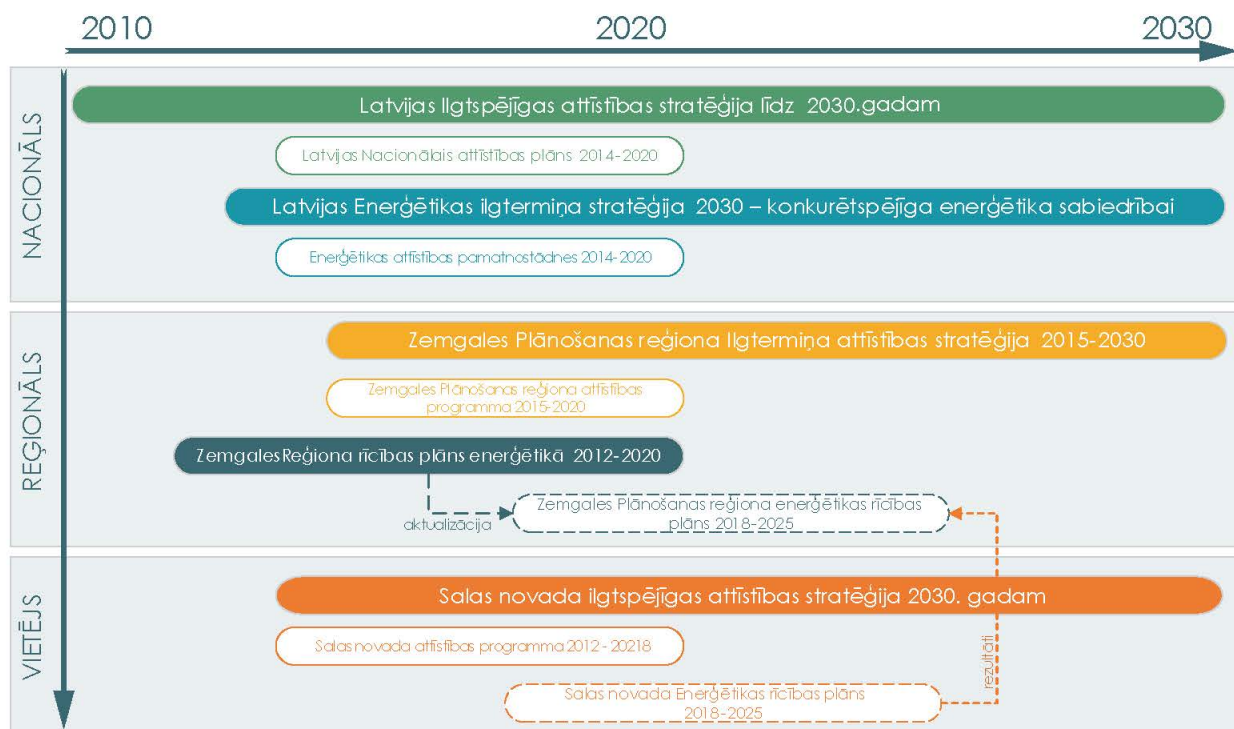 2010 2020 2030
NACIONĀLS
Latvijas Ilgtspējīgas attīstības stratēģija līdz 2030.gadam
Latvijas Nacionālais attīstības plāns 2014-2020
Latvijas Enerģētikas ilgtermiņa stratēģija 2030 – konkurētspējīga enerģētika sabiedrībai
Enerģētikas attīstības pamatnostādnes 2014-2020
REĢIONĀLS
Zemgales Plānošanas reģiona Ilgtermiņa attīstības stratēģija 2015-2030
Zemgales Plānošanas reģiona attīstības
programma 2015-2020
ZemgalesReģiona rīcības plāns enerģētikā 2012-2020
aktualizācija
Zemgales Plānošanas reģiona enerģētikas rīcības
plāns 2018-2025
VIETĒJS
Salas novada ilgtspējīgas attīstības stratēģija 2030. gadam
Salas novada attīstības programma 2012 - 20218
Salas novada Enerģētikas rīcības plāns
2018-2025
rezultāti